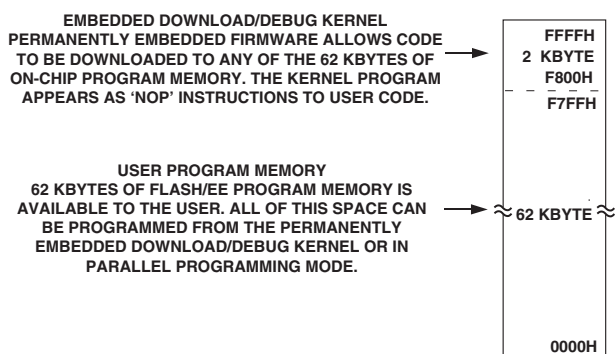 EMBEDDED DOWNLOAD/DEBUG KERNEL
PERMANENTLY EMBEDDED FIRMWARE ALLOWS CODE
TO BE DOWNLOADED TO ANY OF THE 62 KBYTES OF
ON-CHIP PROGRAM MEMORY. THE KERNEL PROGRAM
APPEARS AS ‘NOP’ INSTRUCTIONS TO USER CODE.
FFFFH
2 KBYTE
F800H
F7FFH
USER PROGRAM MEMORY
62 KBYTES OF FLASH/EE PROGRAM MEMORY IS
AVAILABLE TO THE USER. ALL OF THIS SPACE CAN
BE PROGRAMMED FROM THE PERMANENTLY
EMBEDDED DOWNLOAD/DEBUG KERNEL OR IN
PARALLEL PROGRAMMING MODE.
62 KBYTE
0000H